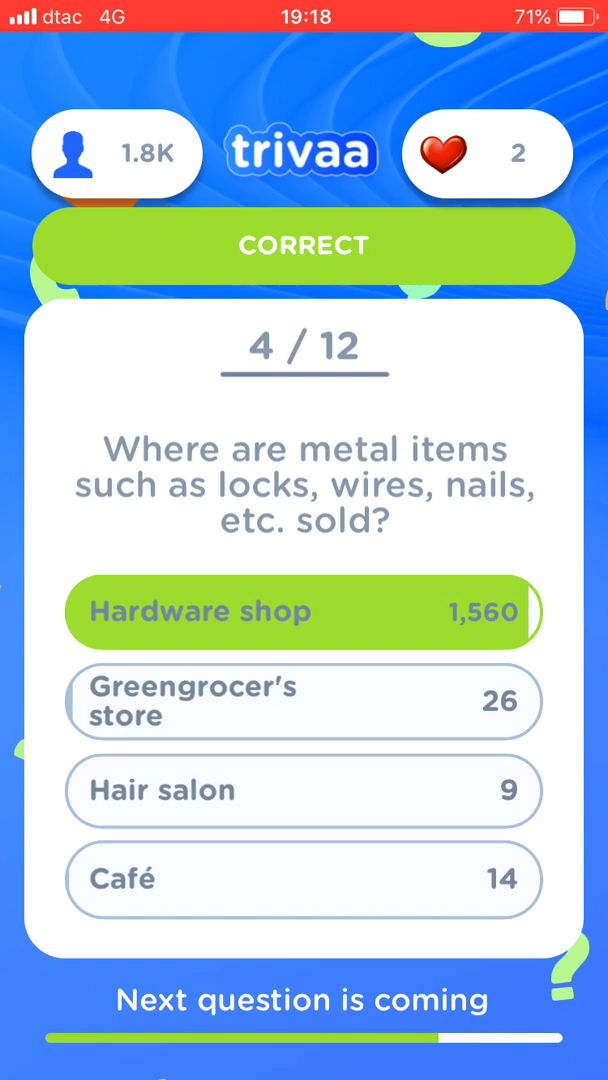 dtac 4G 19:18 71%
1.8K trivaa 2
CORRECT
4 / 12
Where are metal items
such as locks, wires, nails,
etc. sold?
Hardware shop 1,560
Greengrocer's
store 26
Hair salon 9
Café 14
?
Next question is coming